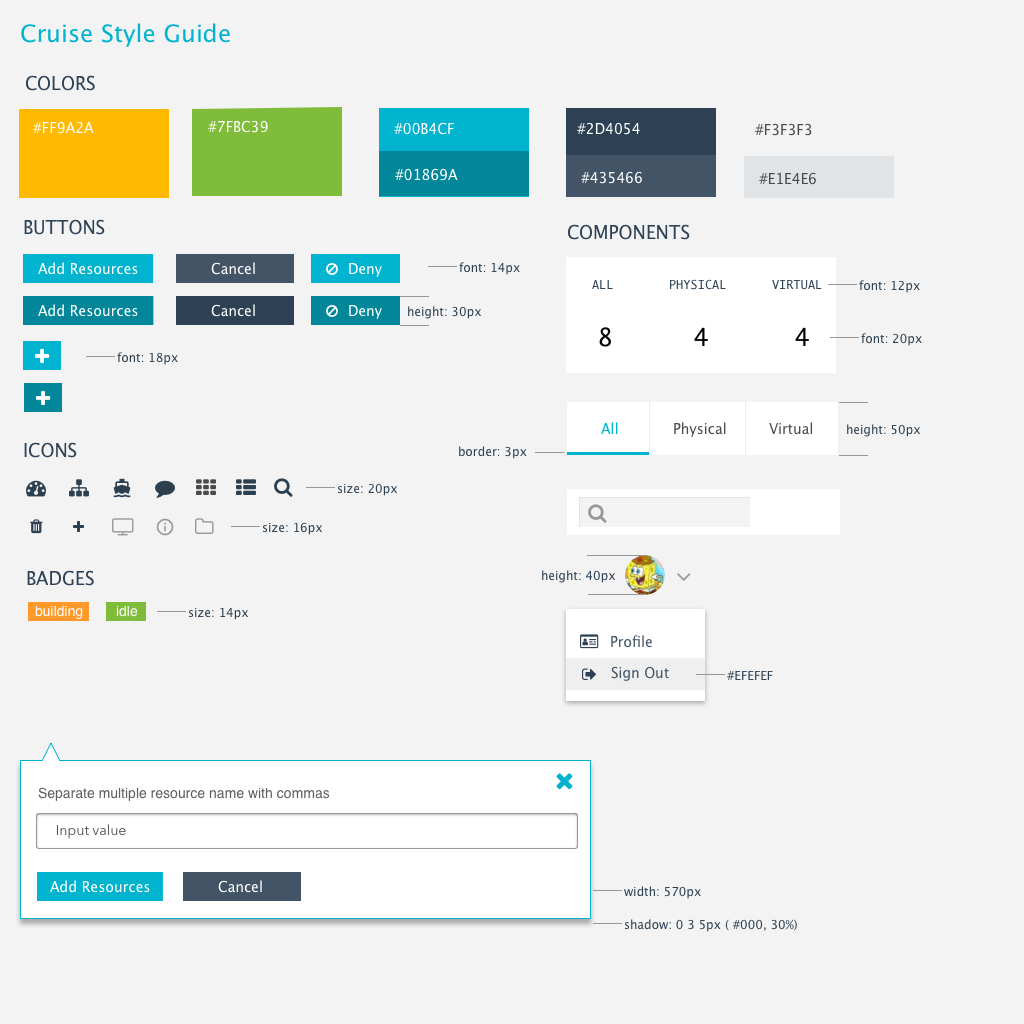 Cruise Style Guide
COLORS
#FF9A2A
#7FBC39
#00B4CF
#01869A
#2D4054
#435466
#F3F3F3
#E1E4E6
BUTTONS
Add Resources
Cancel
Deny
font: 14px
Add Resources
Cancel
Deny
height: 30px
font: 18px
ICONS
size: 20px
size: 16px
BADGES
building
idle
size: 14px
COMPONENTS
ALL
PHYSICAL
VIRTUAL
font: 12px
8
4
4
font: 20px
All
Physical
Virtual
height: 50px
border: 3px
height: 40px
Profile
Sign Out
#EFEFEF
Separate multiple resource name with commas
Input value
Add Resources
Cancel
width: 570px
shadow: 0 3 5px ( #000, 30%)